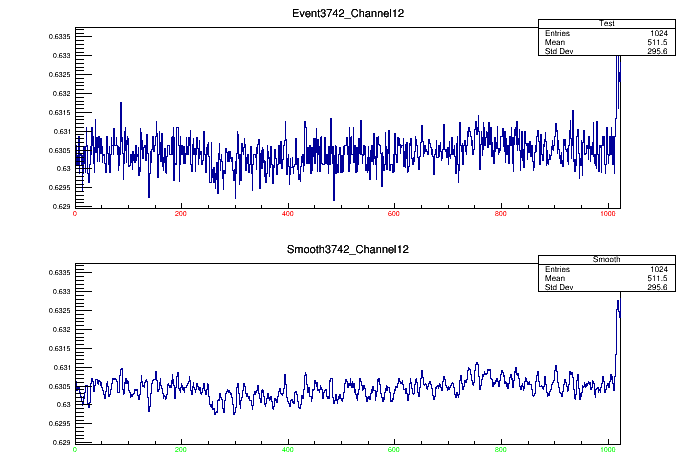 Event3742_Channel12
Test
Entries 1024
Mean 511.5
Std Dev 295.6
0.6335
0.633
0.6325
0.632
0.6315
0.631
0.6305
0.63
0.6295
0.629
0 200 400 600 800 1000
Smooth3742_Channel12
Smooth
Entries 1024
Mean 511.5
Std Dev 295.6
0.6335
0.633
0.6325
0.632
0.6315
0.631
0.6305
0.63
0.6295
0.629
0 200 400 600 800 1000